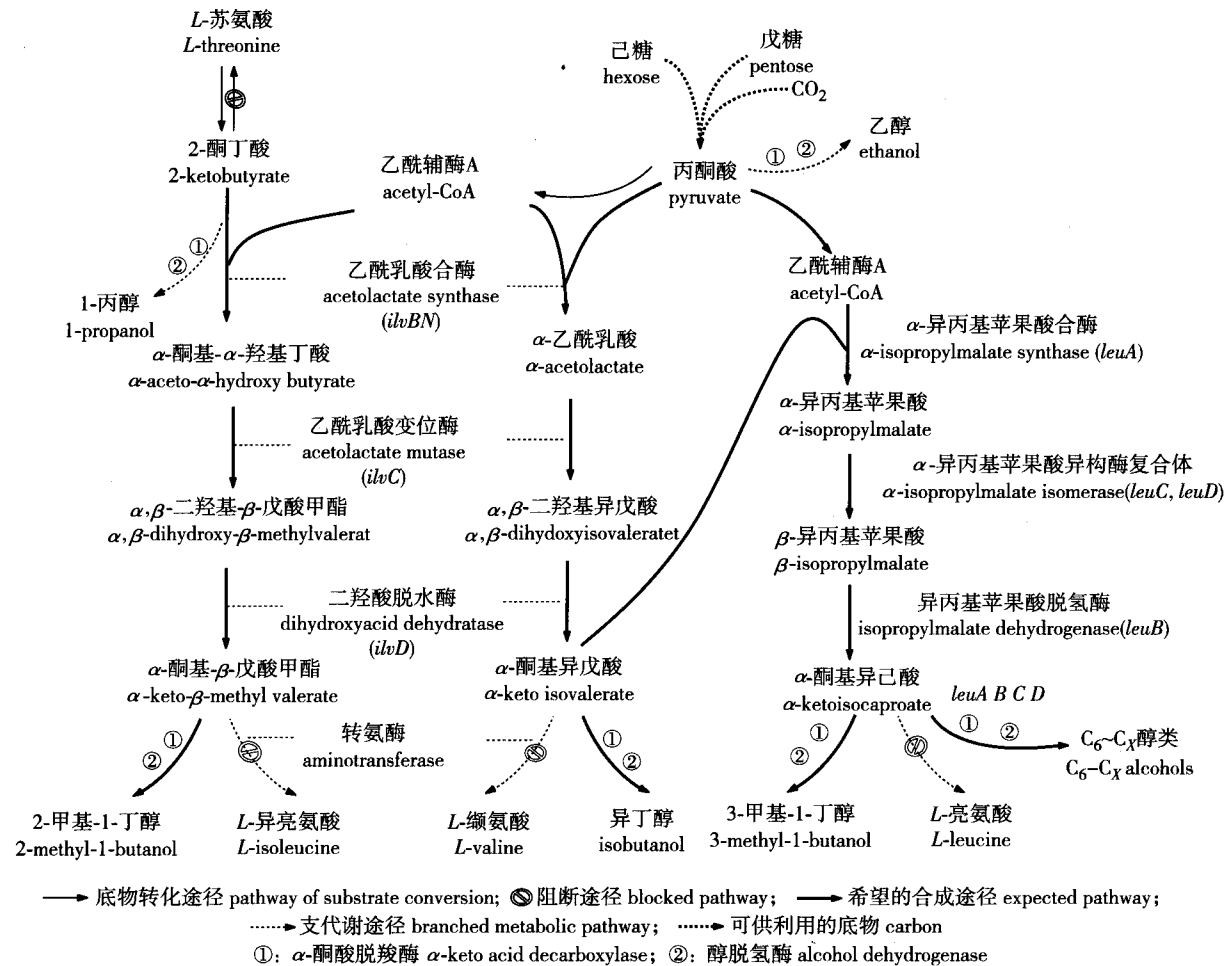 L-苏氨酸
L-threonine
己糖
hexose
戊糖
pentose
CO₂
2-酮丁酸
2-ketobutyrate
乙酰辅酶A
acetyl-CoA
丙酮酸
pyruvate
① ②
乙醇
ethanol
①
②
1-丙醇
1-propanol
乙酰乳酸合酶
acetolactate synthase
(ilvBN)
乙酰辅酶A
acetyl-CoA
α-酮基-α-羟基丁酸
α-aceto-α-hydroxy butyrate
α-乙酰乳酸
α-acetolactate
α-异丙基苹果酸合酶
α-isopropylmalate synthase (leuA)
α-异丙基苹果酸
α-isopropylmalate
乙酰乳酸变位酶
acetolactate mutase
(ilvC)
α-异丙基苹果酸异构酶复合体
α-isopropylmalate isomerase(leuC, leuD)
α,β-二羟基-β-戊酸甲酯
α,β-dihydroxy-β-methylvalerat
α,β-二羟基异戊酸
α,β-dihydoxyisovaleratet
β-异丙基苹果酸
β-isopropylmalate
二羟酸脱水酶
dihydroxyacid dehydratase
(ilvD)
异丙基苹果酸脱氢酶
isopropylmalate dehydrogenase(leuB)
α-酮基-β-戊酸甲酯
α-keto-β-methyl valerate
α-酮基异戊酸
α-keto isovalerate
α-酮基异己酸
α-ketoisocaproate
leuA B C D
① ②
转氨酶
aminotransferase
①
②
①
②
①
②
C₆~Cₓ醇类
C₆–Cₓ alcohols
2-甲基-1-丁醇
2-methyl-1-butanol
L-异亮氨酸
L-isoleucine
L-缬氨酸
L-valine
异丁醇
isobutanol
3-甲基-1-丁醇
3-methyl-1-butanol
L-亮氨酸
L-leucine
底物转化途径 pathway of substrate conversion; 阻断途径 blocked pathway; 希望的合成途径 expected pathway;
支代谢途径 branched metabolic pathway; 可供利用的底物 carbon
①: α-酮酸脱羧酶 α-keto acid decarboxylase; ②: 醇脱氢酶 alcohol dehydrogenase